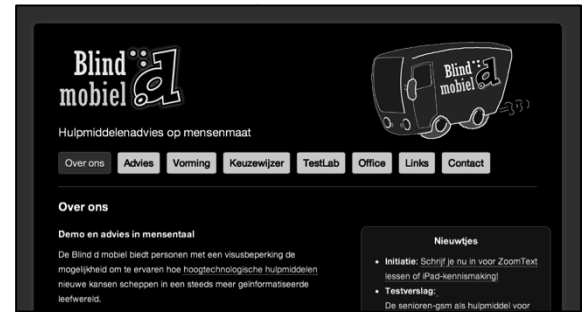 Blind d
mobiel
Blind d
mobiel
Hulpmiddelenadvies op mensenmaat
Over ons Advies Vorming Keuzewijzer TestLab Office Links Contact
Over ons
Demo en advies in mensentaal
De Blind d mobiel biedt personen met een visusbeperking de
mogelijkheid om te ervaren hoe hoogtechnologische hulpmiddelen
nieuwe kansen scheppen in een steeds meer geïnformatiseerde
leefwereld.
Nieuwtjes
• Initiatie: Schrijf je nu in voor ZoomText
lessen of iPad-kennismaking!
• Testverslag:
De senioren-gsm als hulpmiddel voor